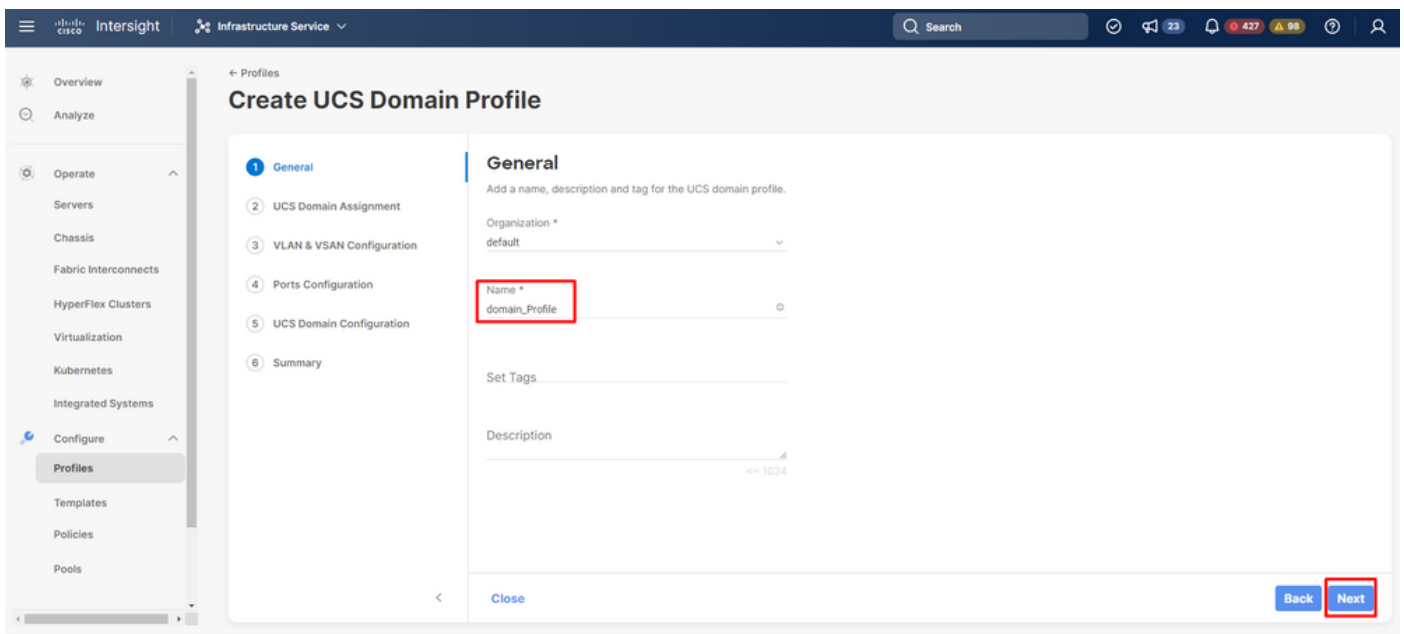 cisco Intersight
Infrastructure Service
Search
23
427
98
Overview
Analyze
Operate
Servers
Chassis
Fabric Interconnects
HyperFlex Clusters
Virtualization
Kubernetes
Integrated Systems
Configure
Profiles
Templates
Policies
Pools
← Profiles
Create UCS Domain Profile
1 General
2 UCS Domain Assignment
3 VLAN & VSAN Configuration
4 Ports Configuration
5 UCS Domain Configuration
6 Summary
General
Add a name, description and tag for the UCS domain profile.
Organization *
default
Name *
domain_Profile
Set Tags
Description
<= 1024
Close
Back
Next